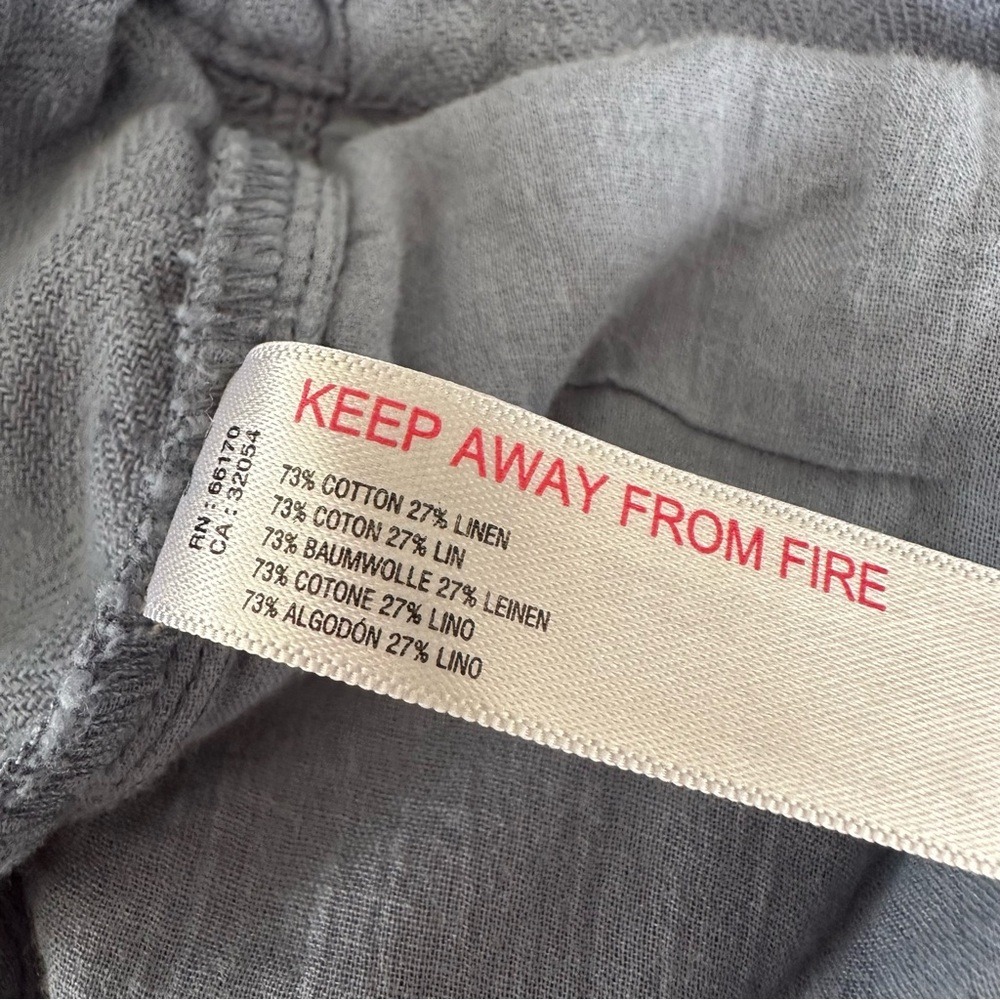 KEEP AWAY FROM FIRE
RN : 66170
CA : 32054
73% COTTON 27% LINEN
73% COTON 27% LIN
73% BAUMWOLLE 27% LEINEN
73% COTONE 27% LINO
73% ALGODÓN 27% LINO